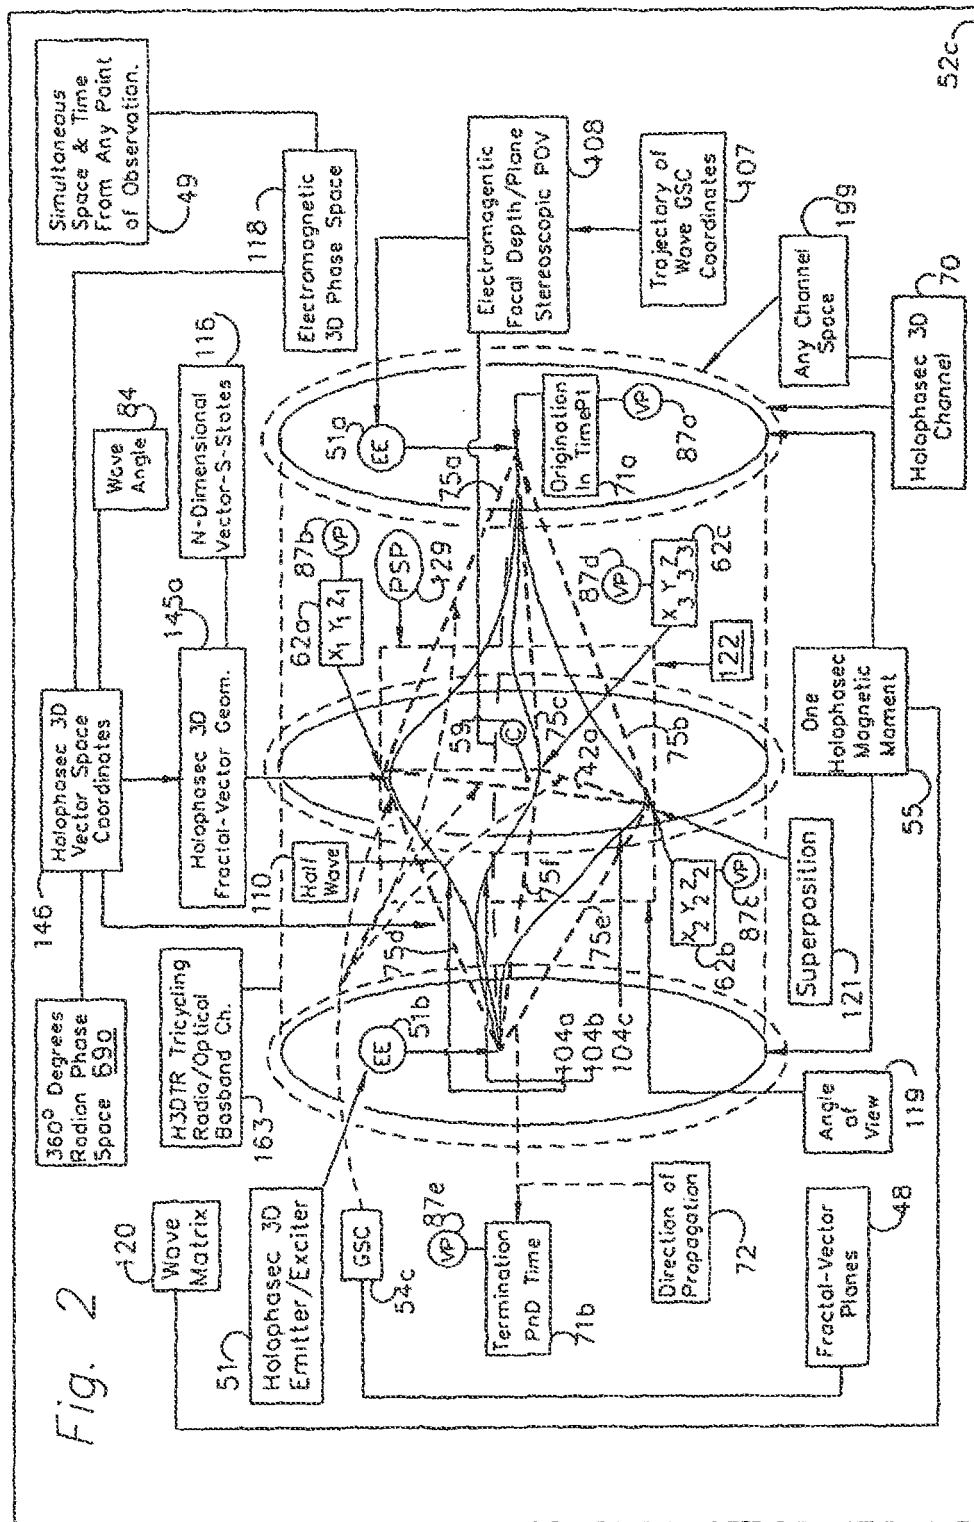 Fig. 2
120
Wave
Matrix
360° Degrees
Radian Phase
Space 69a
146
Holophasec 3D
Vector Space
Coordinates
Wave
Angle
84
Simultaneous
Space & Time
From Any Point
of Observation.
49
51
Holophasec 3D
Emitter/Exciter
H3DTR Tricycling
Radio/Optical
Basband Ch.
163
110
Half
Wave
Holophasec 3D
Fractal-Vector Geom.
145a
N-Dimensional
Vector-S-States
116
Electromagnetic
3D Phase Space
118
GSC
54c
EE
51b
75d
62a
X1 Y1 Z1
87b
VP
PSP
129
75a
EE
51a
Electromagentic
Focal Depth/Plane
Stereoscopic POV
408
VP
87e
Termination
PnD Time
71b
59
C
75c
142a
75f
75e
75b
Origination
In TimeP1
71a
VP
87a
Trajectory of
Wave GSC
Coordinates
407
Direction of
Propagation
72
104a
104b
104c
X2 Y2 Z2
62b
VP
87c
87d
VP
X3 Y3 Z3
62c
122
Any Channel
Space
199
Fractal-Vector
Planes
48
Angle
of
View
119
Superposition
121
One
Holophasec
Magnetic
Moment
55
Holophasec 3D
Channel
70
52c